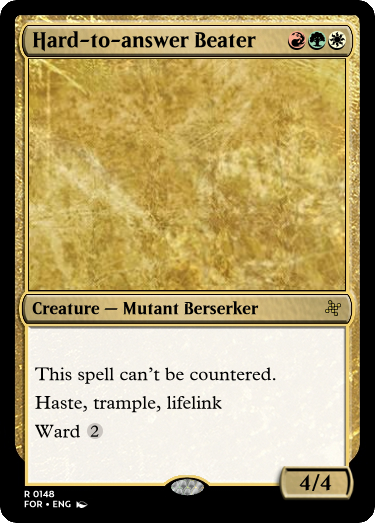 Hard-to-answer Beater
Creature — Mutant Berserker
This spell can't be countered.
Haste, trample, lifelink
Ward 2
4/4
R 0148
FOR • ENG